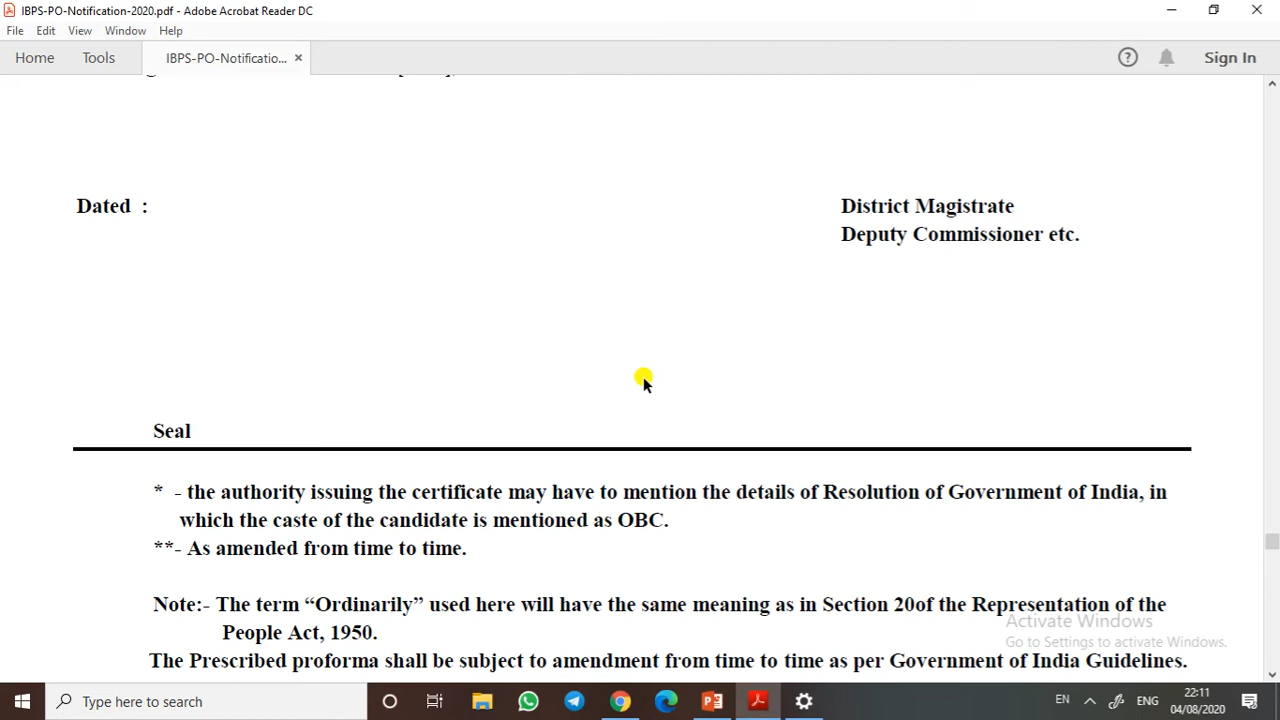 IBPS-PO-Notification-2020.pdf - Adobe Acrobat Reader DC
File Edit View Window Help
Home Tools IBPS-PO-Notificatio... × Sign In
Dated :
District Magistrate
Deputy Commissioner etc.
Seal
* - the authority issuing the certificate may have to mention the details of Resolution of Government of India, in
which the caste of the candidate is mentioned as OBC.
**- As amended from time to time.
Note:- The term “Ordinarily” used here will have the same meaning as in Section 20of the Representation of the
People Act, 1950.
Activate Windows
Go to Settings to activate Windows.
The Prescribed proforma shall be subject to amendment from time to time as per Government of India Guidelines.
Type here to search
EN ENG
22:11
04/08/2020